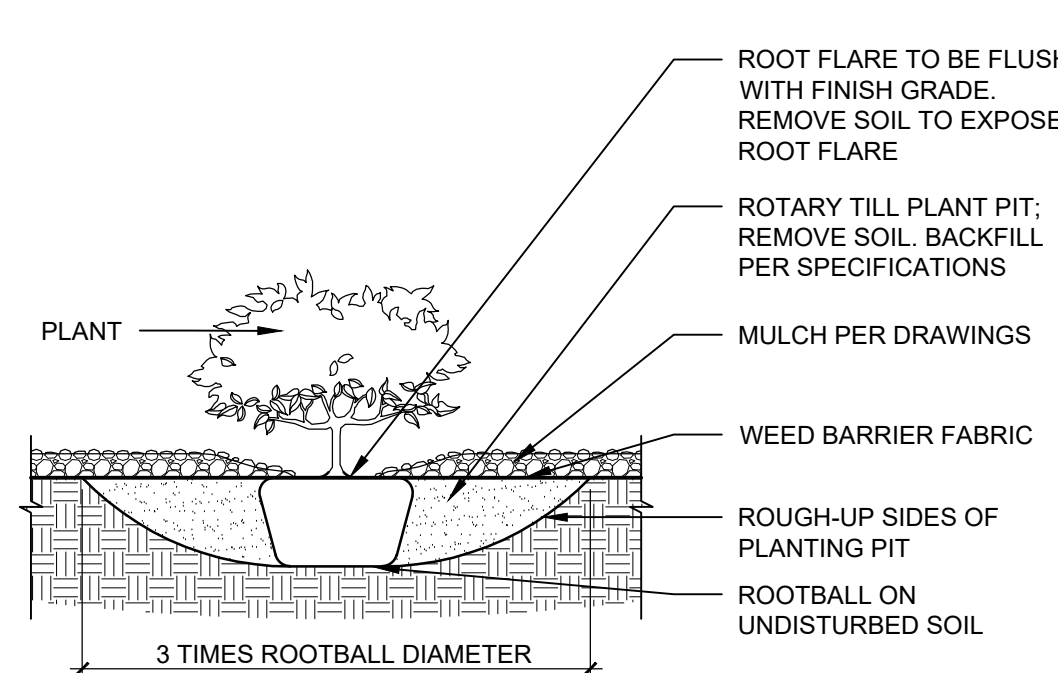 ROOT FLARE TO BE FLUSH
WITH FINISH GRADE.
REMOVE SOIL TO EXPOSE
ROOT FLARE
ROTARY TILL PLANT PIT;
REMOVE SOIL. BACKFILL
PER SPECIFICATIONS
PLANT
MULCH PER DRAWINGS
WEED BARRIER FABRIC
ROUGH-UP SIDES OF
PLANTING PIT
ROOTBALL ON
UNDISTURBED SOIL
3 TIMES ROOTBALL DIAMETER